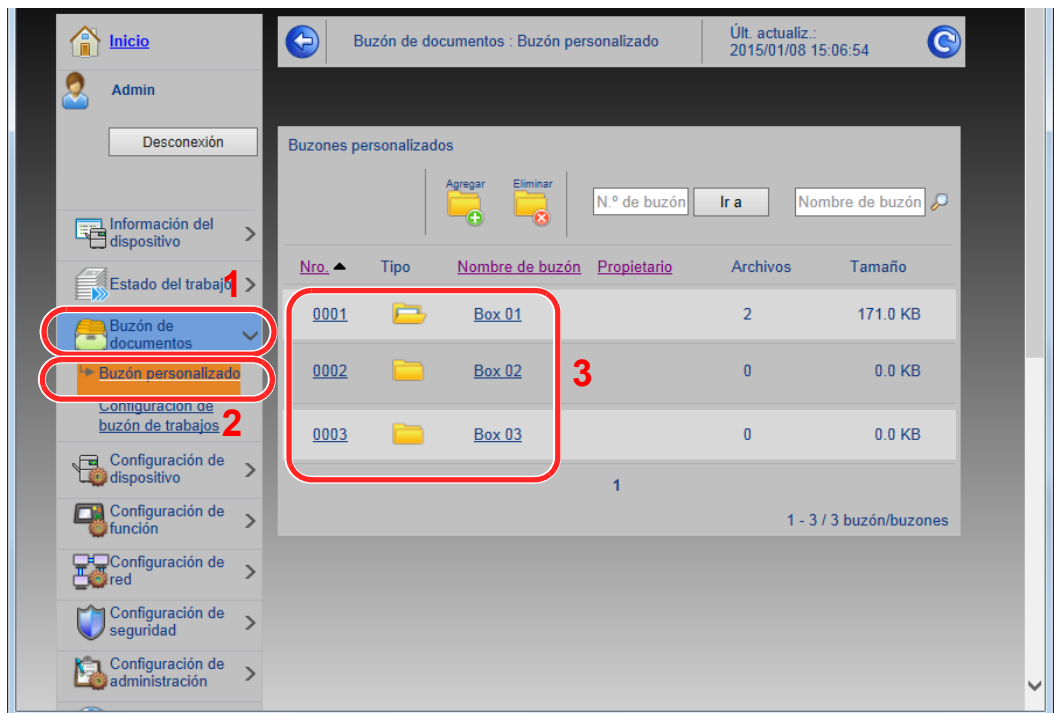 Inicio
Admin
Desconexión
Información del
dispositivo
Estado del trabajo
1
Buzón de
documentos
Buzón personalizado
Configuración de
buzón de trabajos
2
Configuración de
dispositivo
Configuración de
función
Configuración de
red
Configuración de
seguridad
Configuración de
administración
Buzón de documentos : Buzón personalizado
Últ. actualiz.:
2015/01/08 15:06:54
Buzones personalizados
Agregar
Eliminar
N.º de buzón
Ir a
Nombre de buzón
Nro. Tipo Nombre de buzón Propietario Archivos Tamaño
0001 Box 01 2 171.0 KB
0002 Box 02 0 0.0 KB
3
0003 Box 03 0 0.0 KB
1
1 - 3 / 3 buzón/buzones